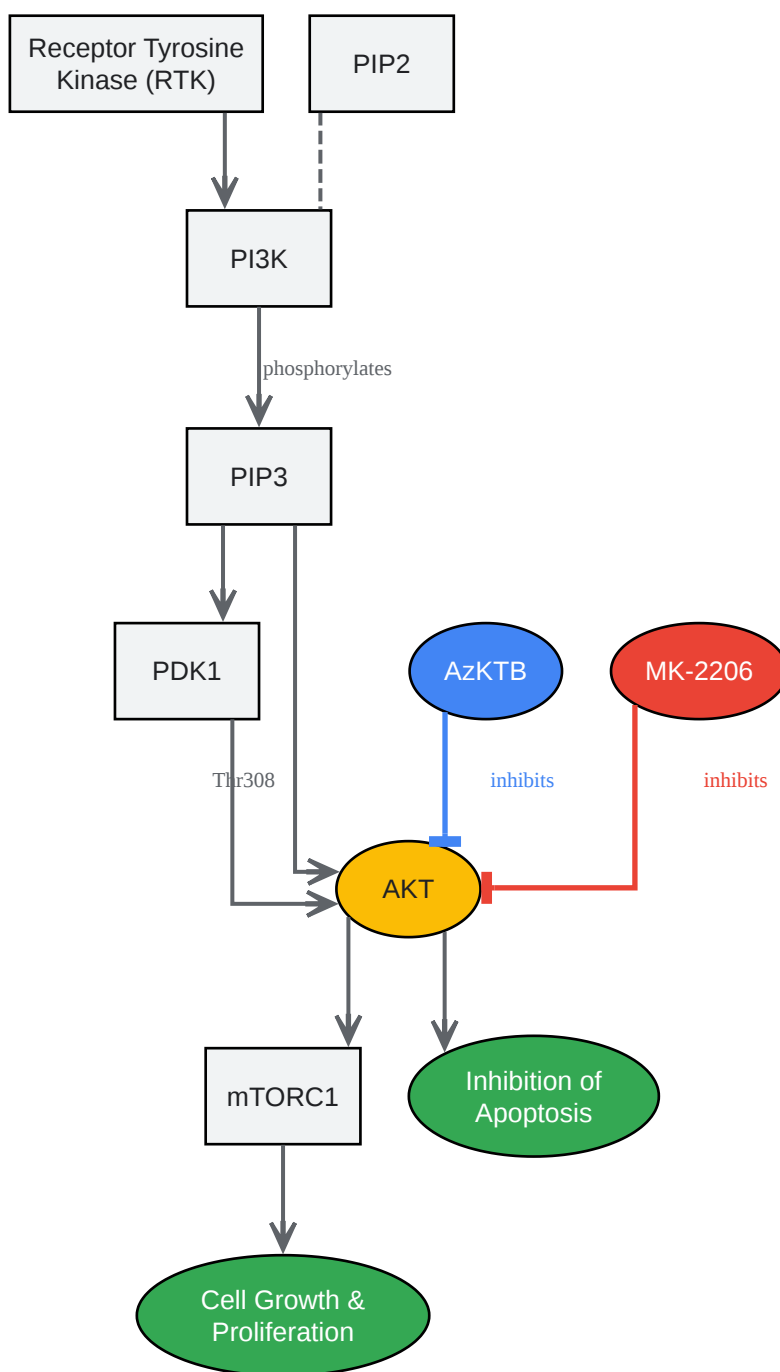 Receptor Tyrosine
Kinase (RTK)
PIP2
PI3K
phosphorylates
PIP3
PDK1
AzKTB
MK-2206
Thr308
inhibits
inhibits
AKT
mTORC1
Inhibition of
Apoptosis
Cell Growth &
Proliferation